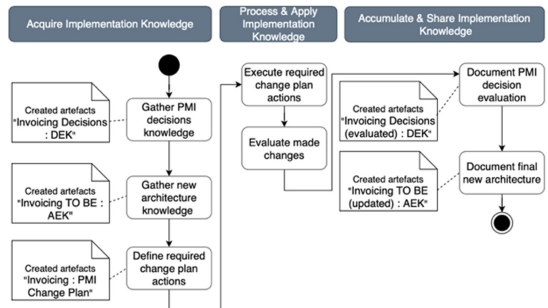 Acquire Implementation Knowledge
Process & Apply
Implementation
Knowledge
Accumulate & Share Implementation
Knowledge
Created artefacts
"Invoicing Decisions
: DEK"
Gather PMI
decisions
knowledge
Created artefacts
"Invoicing TO BE :
AEK"
Gather new
architecture
knowledge
Created artefacts
"Invoicing : PMI
Change Plan"
Define required
change plan
actions
Execute required
change plan
actions
Evaluate made
changes
Created artefacts
"Invoicing Decisions
(evaluated) : DEK"
Document PMI
decision
evaluation
Created artefacts
"Invoicing TO BE
(updated) : AEK"
Document final
new architecture